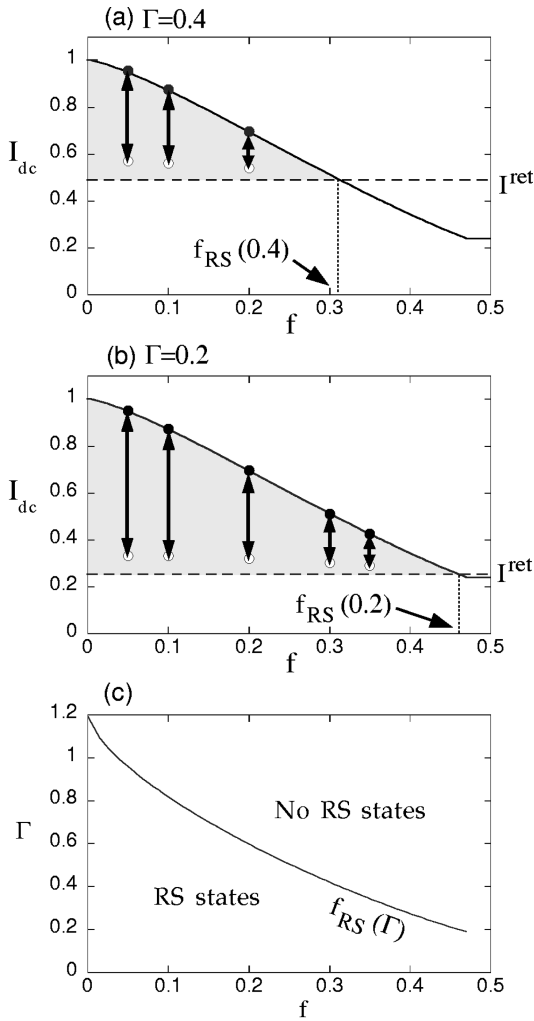 (a) Γ=0.4
1
0.8
I_dc 0.6
0.4
I^ret
0.2
f_RS (0.4)
0
0 0.1 0.2 0.3 0.4 0.5
f
(b) Γ=0.2
1
0.8
I_dc 0.6
0.4
I^ret
0.2
f_RS (0.2)
0
0 0.1 0.2 0.3 0.4 0.5
f
(c)
1.2
1
0.8
No RS states
Γ 0.6
0.4
RS states
f_RS (Γ)
0.2
0
0 0.1 0.2 0.3 0.4 0.5
f